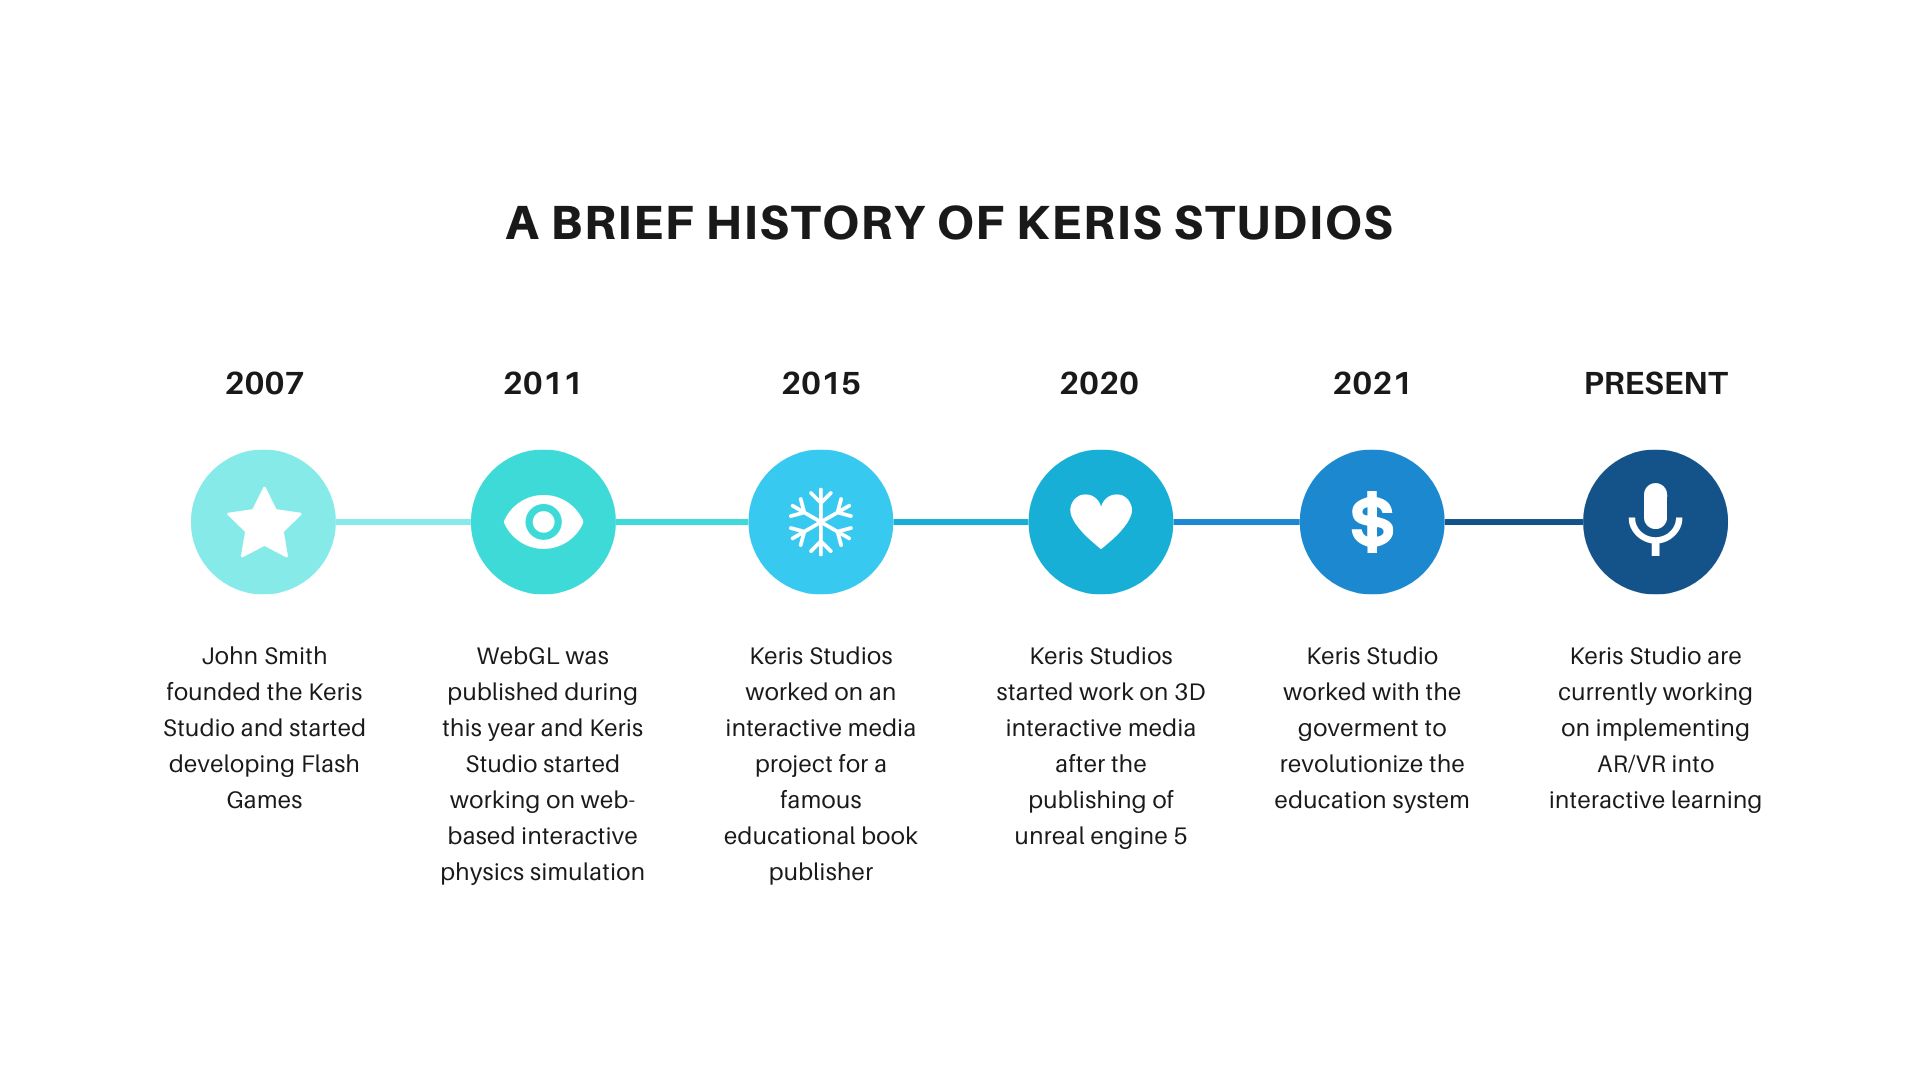 A BRIEF HISTORY OF KERIS STUDIOS
2007
John Smith
founded the Keris
Studio and started
developing Flash
Games
2011
WebGL was
published during
this year and Keris
Studio started
working on web-
based interactive
physics simulation
2015
Keris Studios
worked on an
interactive media
project for a
famous
educational book
publisher
2020
Keris Studios
started work on 3D
interactive media
after the
publishing of
unreal engine 5
2021
Keris Studio
worked with the
goverment to
revolutionize the
education system
PRESENT
Keris Studio are
currently working
on implementing
AR/VR into
interactive learning